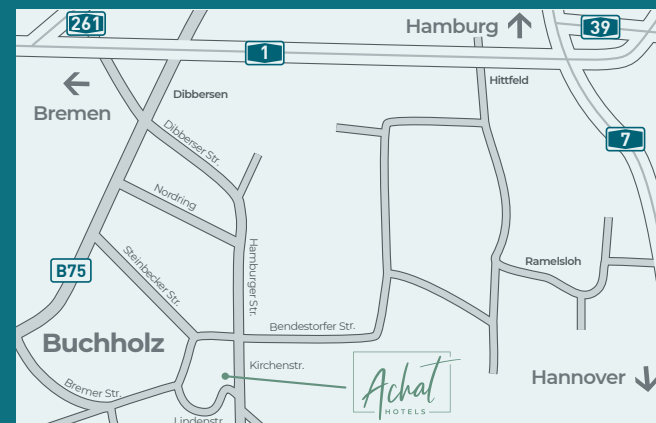 261
Hamburg
39
1
Bremen
Dibbersen
Hittfeld
Dibberser Str.
7
Nordring
Hamburger Str.
Steinbecker Str.
Ramelsloh
B75
Bendestorfer Str.
Buchholz
Kirchenstr.
Achat
HOTELS
Hannover
Bremer Str.
Lindenstr.